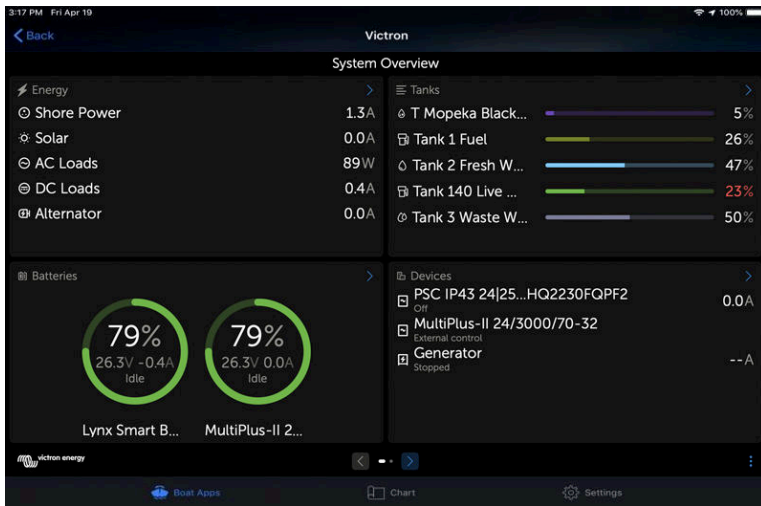 3:17 PM Fri Apr 19 100%
Back
Victron
System Overview
Energy
Shore Power 1.3A
Solar 0.0A
AC Loads 89W
DC Loads 0.4A
Alternator 0.0A
Tanks
T Mopeka Black... 5%
Tank 1 Fuel 26%
Tank 2 Fresh W... 47%
Tank 140 Live ... 23%
Tank 3 Waste W... 50%
Batteries
79% 79%
26.3V -0.4A 26.3V 0.0A
Idle Idle
Lynx Smart B... MultiPlus-II 2...
Devices
PSC IP43 24|25...HQ2230FQPF2 0.0A
Off
MultiPlus-II 24/3000/70-32
External control
Generator --A
Stopped
victron energy
Boat Apps Chart Settings